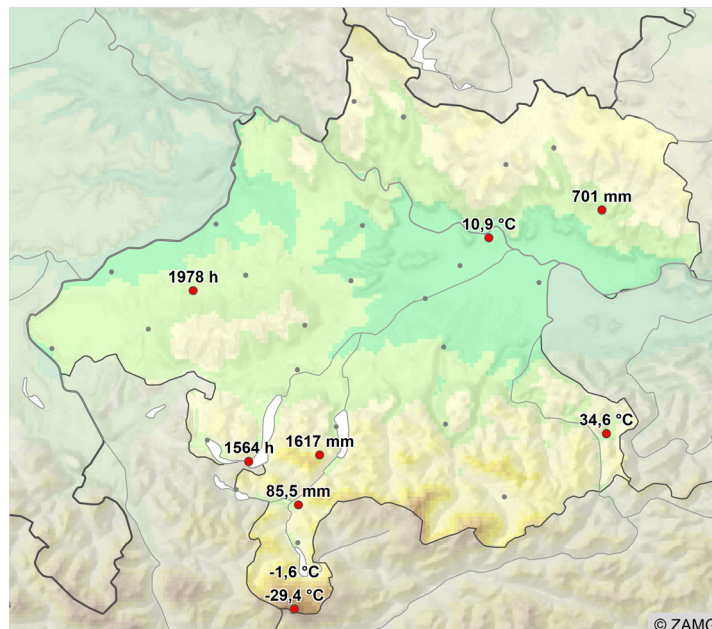 701 mm
10,9 °C
1978 h
34,6 °C
1564 h
1617 mm
85,5 mm
-1,6 °C
-29,4 °C
© ZAMG